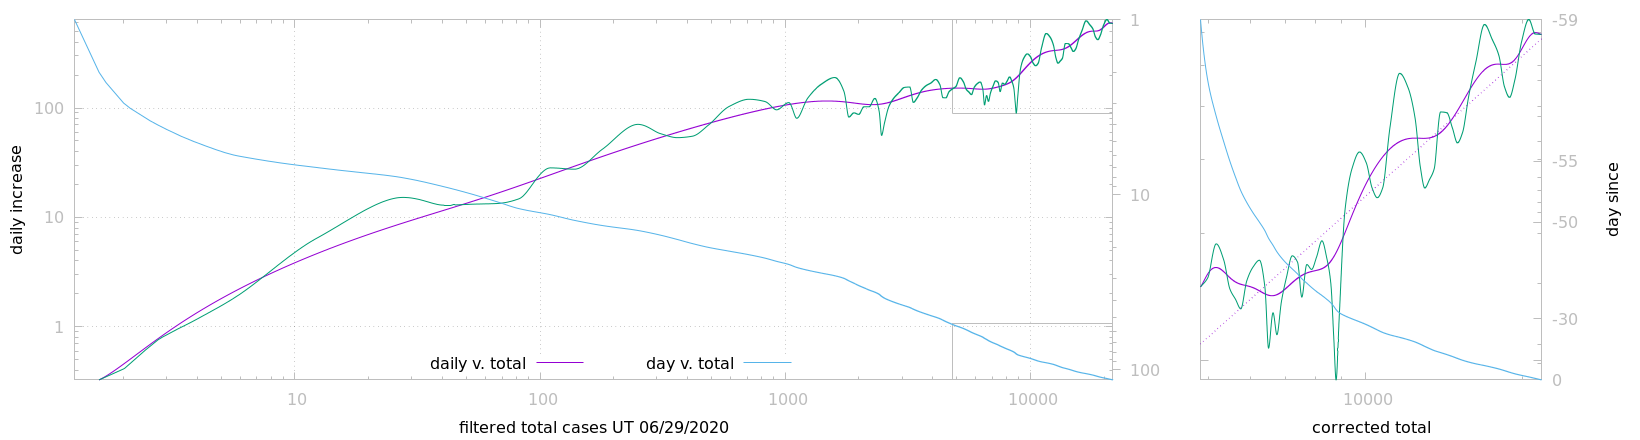 100
10
1
daily increase
daily v. total
day v. total
10
100
1000
10000
filtered total cases UT 06/29/2020
1
10
100
10000
corrected total
-59
-55
-50
-30
0
day since